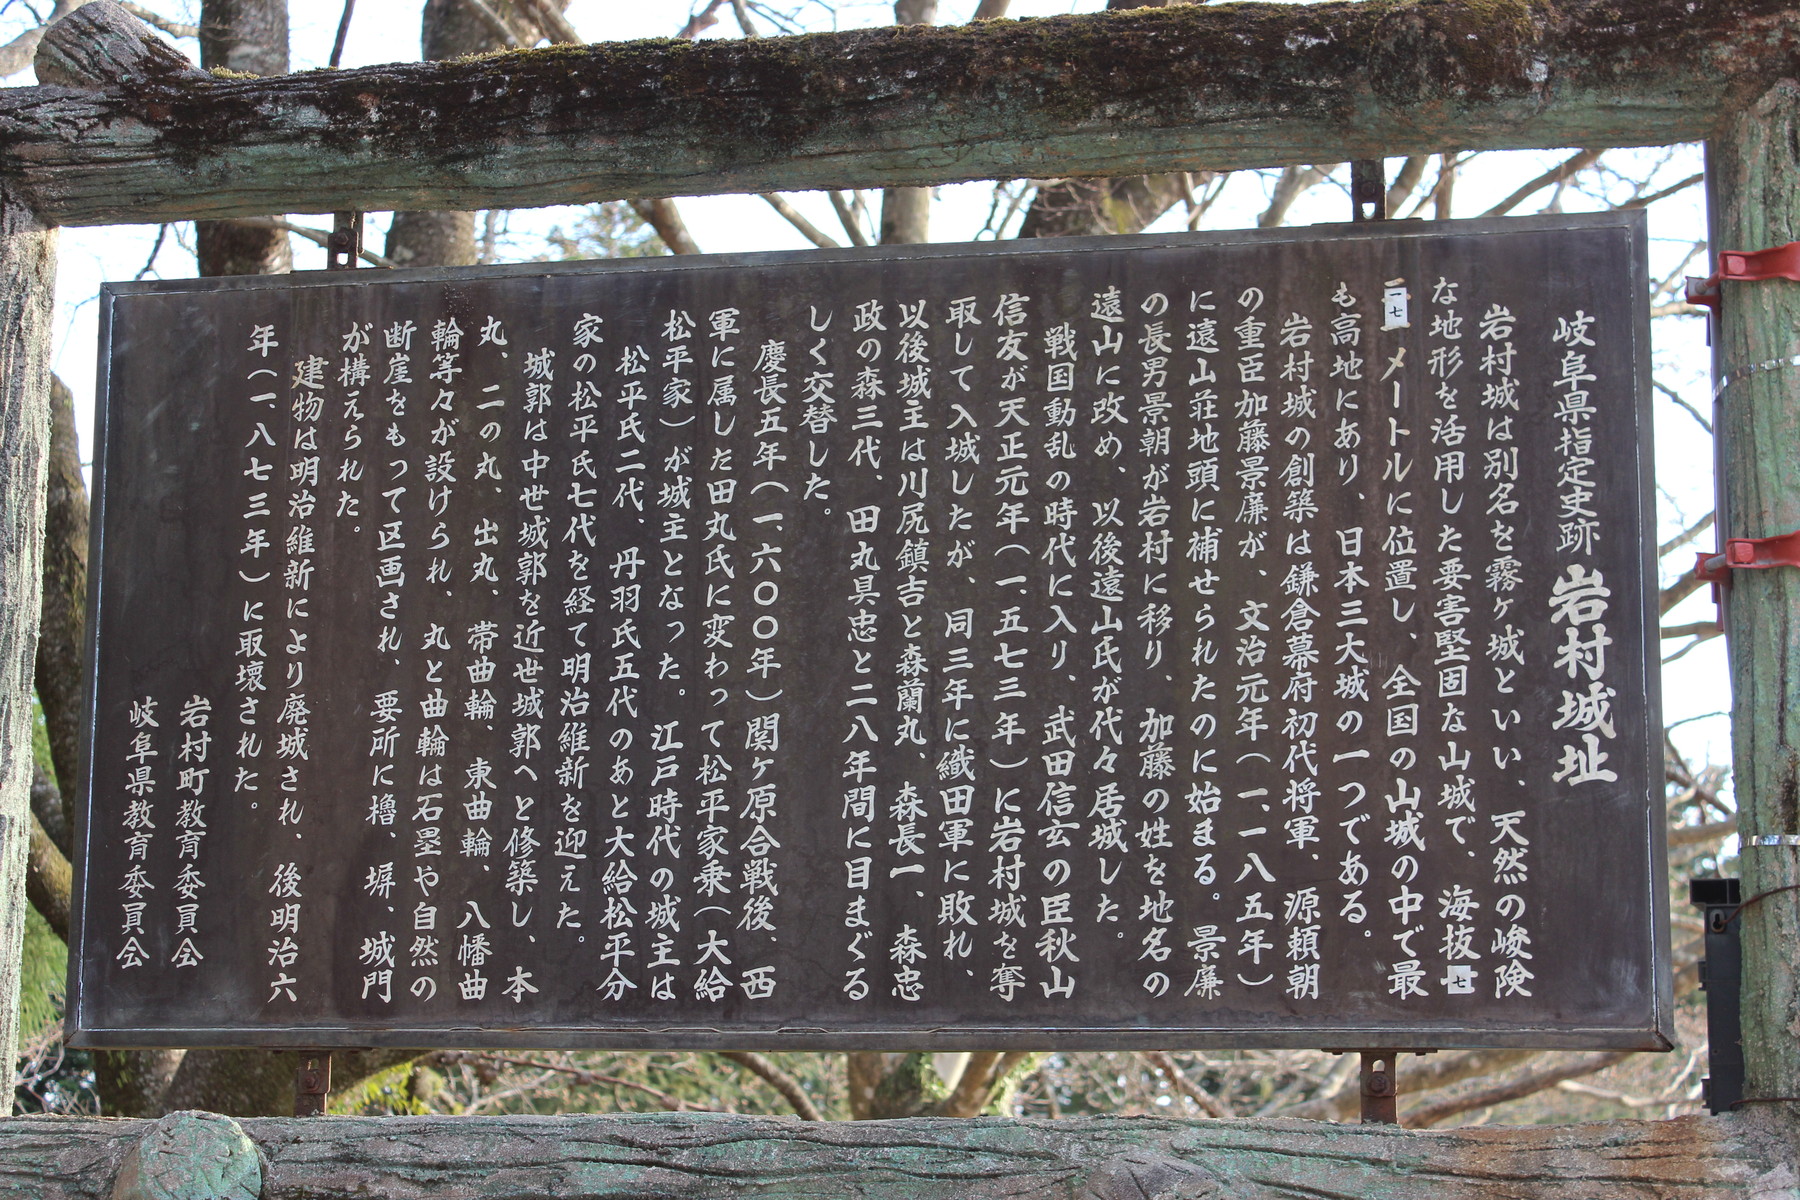 岐阜県指定史跡 岩村城址
岩村城は別名を霧ヶ城といい、天然の峻険
な地形を活用した要害堅固な山城で、海抜七
一七メートルに位置し、全国の山城の中で最
も高地にあり、日本三大城の一つである。
岩村城の創築は鎌倉幕府初代将軍、源頼朝
の重臣加藤景廉が、文治元年(一、一八五年)
に遠山荘地頭に補せられたのに始まる。景廉
の長男景朝が岩村に移り、加藤の姓を地名の
遠山に改め、以後遠山氏が代々居城した。
戦国動乱の時代に入り、武田信玄の臣秋山
信友が天正元年(一、五七三年)に岩村城を奪
取して入城したが、同三年に織田軍に敗れ、
以後城主は川尻鎮吉と森蘭丸、森長一、森忠
政の森三代、田丸具忠と二八年間に目まぐる
しく交替した。
慶長五年(一、六〇〇年)関ヶ原合戦後、西
軍に属した田丸氏に変わって松平家乗(大給
松平家)が城主となった。江戸時代の城主は
松平氏二代、丹羽氏五代のあと大給松平分
家の松平氏七代を経て明治維新を迎えた。
城郭は中世城郭を近世城郭へと修築し、本
丸、二の丸、出丸、帯曲輪、東曲輪、八幡曲
輪等々が設けられ、丸と曲輪は石塁や自然の
断崖をもって区画され、要所に櫓、塀、城門
が構えられた。
建物は明治維新により廃城され、後明治六
年(一、八七三年)に取壊された。
岩村町教育委員会
岐阜県教育委員会